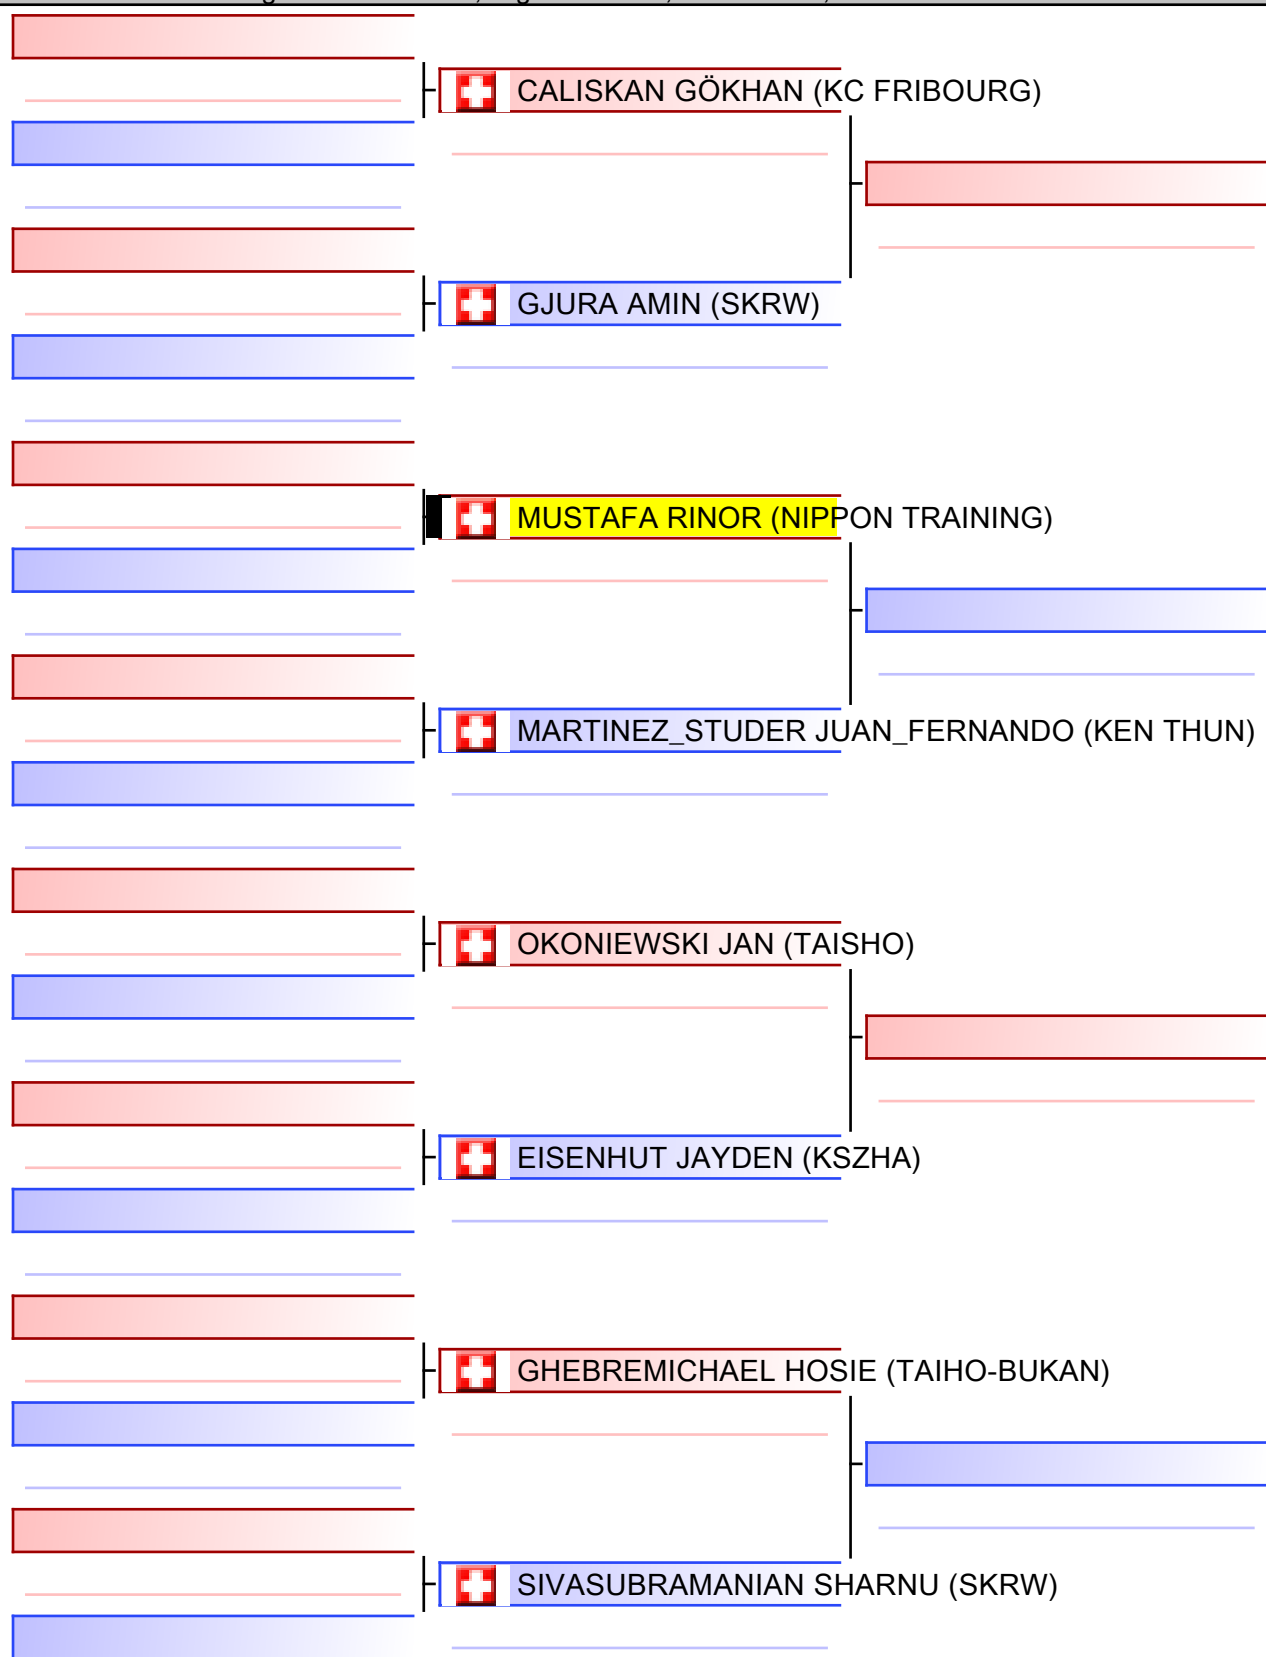 CALISKAN GÖKHAN (KC FRIBOURG)
GJURA AMIN (SKRW)
MUSTAFA RINOR (NIPPON TRAINING)
MARTINEZ_STUDER JUAN_FERNANDO (KEN THUN)
OKONIEWSKI JAN (TAISHO)
EISENHUT JAYDEN (KSZHA)
GHEBREMICHAEL HOSIE (TAIHO-BUKAN)
SIVASUBRAMANIAN SHARNU (SKRW)